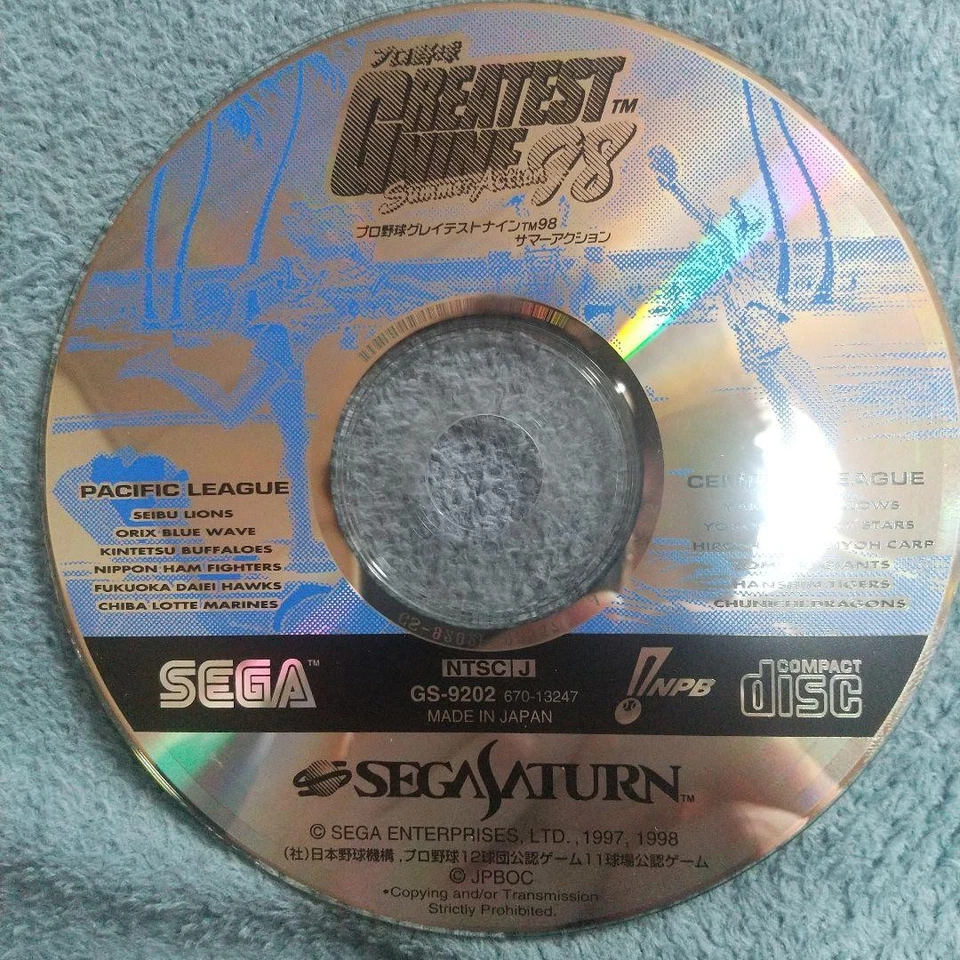 プロ野球
GREATEST
NINE 98 TM
Summer Action
プロ野球グレイテストナインTM98
サマーアクション
PACIFIC LEAGUE
SEIBU LIONS
ORIX BLUE WAVE
KINTETSU BUFFALOES
NIPPON HAM FIGHTERS
FUKUOKA DAIEI HAWKS
CHIBA LOTTE MARINES
LEAGUE
STARS
CARP
GIANTS
HANSHIN TIGERS
CHUNICHI DRAGONS
SEGA TM
NTSC J
GS-9202 670-13247
MADE IN JAPAN
NPB
COMPACT
disc
SEGA SATURN TM
© SEGA ENTERPRISES, LTD. ,1997, 1998
(社)日本野球機構 ,プロ野球12球団公認ゲーム11球場公認ゲーム
© JPBOC
•Copying and/or Transmission
Strictly Prohibited.